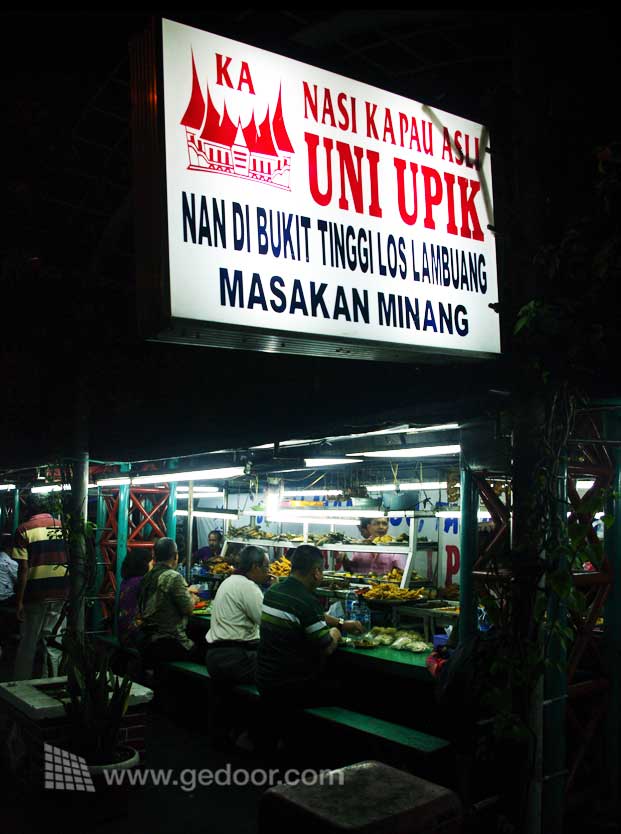 KA
NASI KAPAU ASLI
UNI UPIK
NAN DI BUKIT TINGGI LOS LAMBUANG
MASAKAN MINANG
www.gedoor.com